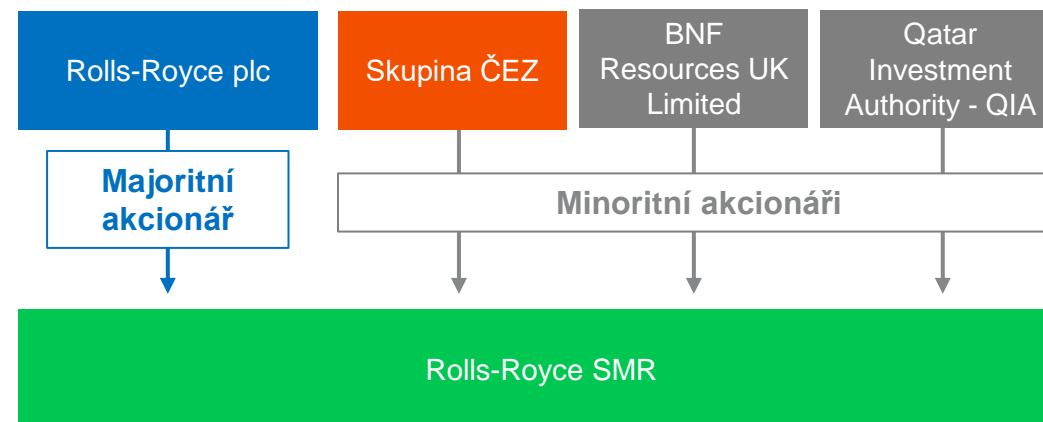 Rolls-Royce plc
Skupina ČEZ
BNF
Resources UK
Limited
Qatar
Investment
Authority - QIA
Majoritní
akcionář
Minoritní akcionáři
Rolls-Royce SMR